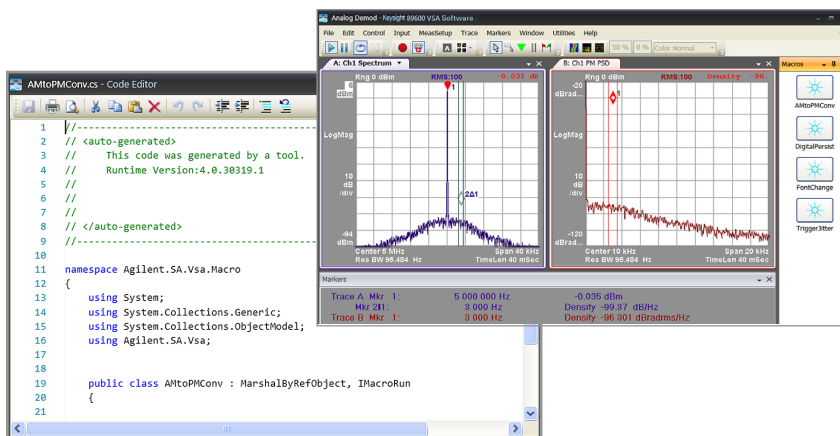 Analog Demod - Keysight 89600 VSA Software
File Edit Control Input MeasSetup Trace Markers Window Utilities Help
50 % 0 % Color Normal
A: Ch1 Spectrum
B: Ch1 PM PSD
Macros
Rng 0 dBm RMS:100 -0.035 dB
6
dBm
LogMag
10
dB
/div
-94
dBm
Center 5 MHz Span 40 kHz
Res BW 95.484 Hz TimeLen 40 mSec
1
2Δ1
Rng 0 dBm RMS:100 Density -96.
-20
dBrad...
LogMag
10
dB
/div
-120
dBrad...
Center 10 kHz Span 20 kHz
Res BW 95.484 Hz TimeLen 40 mSec
1
AMtoPMConv
DigitalPersist
FontChange
TriggerJitter
Markers
Trace A Mkr 1: 5 000 000 Hz -0.035 dBm
3 000 Hz Density -99.37 dB/Hz
Trace B Mkr 1: 3 000 Hz Density -96.301 dBradrms/Hz
AMtoPMConv.cs - Code Editor
1 //----------------------------------------
2 // <auto-generated>
3 // This code was generated by a tool.
4 // Runtime Version:4.0.30319.1
5 //
6 //
7 //
8 // </auto-generated>
9 //----------------------------------------
10
11 namespace Agilent.SA.Vsa.Macro
12 {
13 using System;
14 using System.Collections.Generic;
15 using System.Collections.ObjectModel;
16 using Agilent.SA.Vsa;
17
18
19 public class AMtoPMConv : MarshalByRefObject, IMacroRun
20 {
21